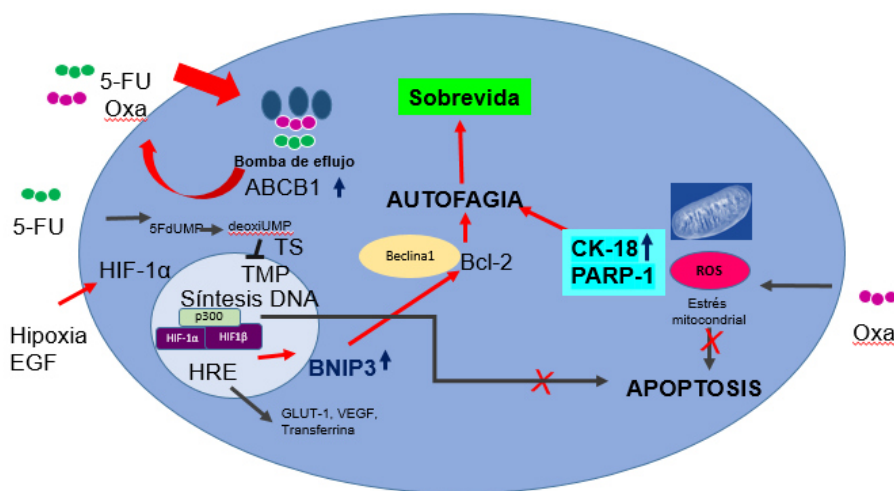 5-FU
Oxa
Bomba de eflujo
ABCB1
Sobrevida
AUTOFAGIA
5-FU
5FdUMP
deoxiUMP
TS
TMP
Síntesis DNA
p300
HIF-1α
HIF1β
HRE
HIF-1α
Hipoxia
EGF
BNIP3
GLUT-1, VEGF,
Transferrina
Beclina1
Bcl-2
CK-18
PARP-1
ROS
Estrés
mitocondrial
APOPTOSIS
Oxa